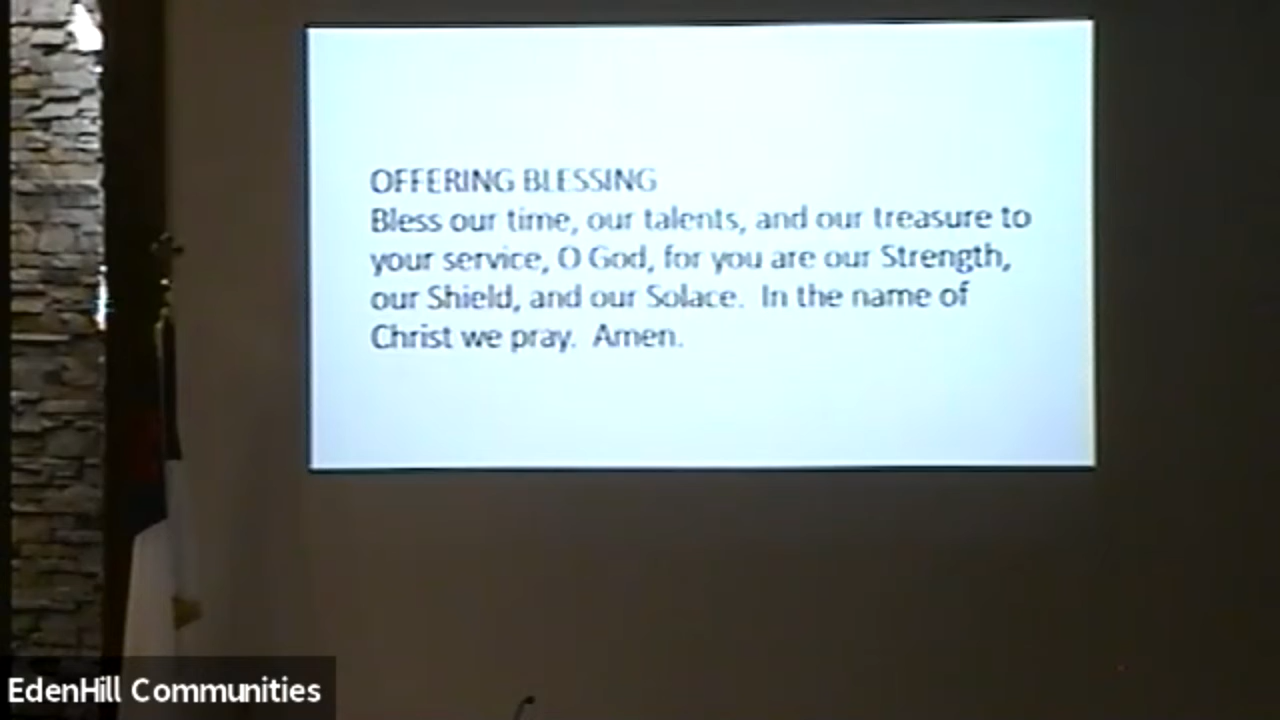 OFFERING BLESSING
Bless our time, our talents, and our treasure to
your service, O God, for you are our Strength,
our Shield, and our Solace. In the name of
Christ we pray. Amen.
EdenHill Communities